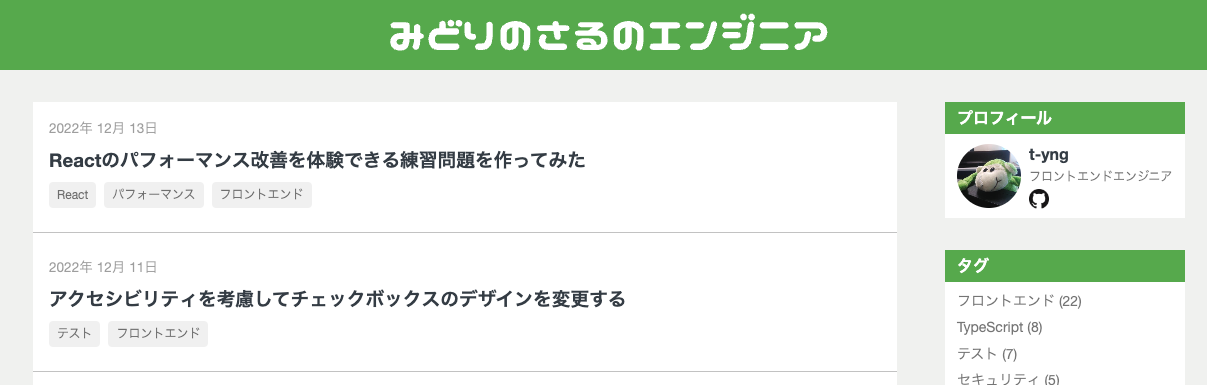 みどりのさるのエンジニア
2022年 12月 13日
Reactのパフォーマンス改善を体験できる練習問題を作ってみた
React パフォーマンス フロントエンド
2022年 12月 11日
アクセシビリティを考慮してチェックボックスのデザインを変更する
テスト フロントエンド
プロフィール
t-yng
フロントエンドエンジニア
タグ
フロントエンド (22)
TypeScript (8)
テスト (7)
セキュリティ (5)